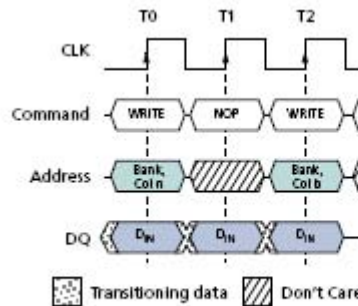 T0 T1 T2
CLK
Command WRITE NOP WRITE
Address Bank, Col n Bank, Col b
DQ DIN DIN DIN
Transitioning data Don't Care